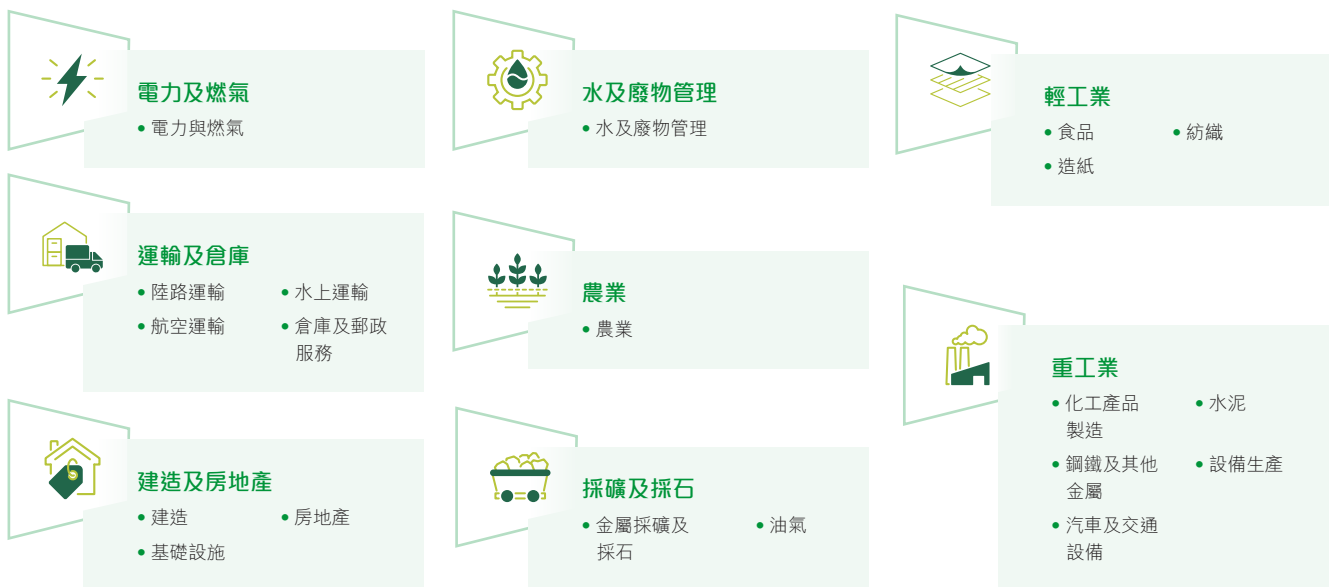 電力及燃氣
• 電力與燃氣
水及廢物管理
• 水及廢物管理
輕工業
• 食品
• 紡織
• 造紙
運輸及倉庫
• 陸路運輸
• 水上運輸
• 航空運輸
• 倉庫及郵政
服務
農業
• 農業
重工業
• 化工產品
製造
• 水泥
• 鋼鐵及其他
金屬
• 設備生產
• 汽車及交通
設備
建造及房地產
• 建造
• 房地產
• 基礎設施
採礦及採石
• 金屬採礦及
採石
• 油氣